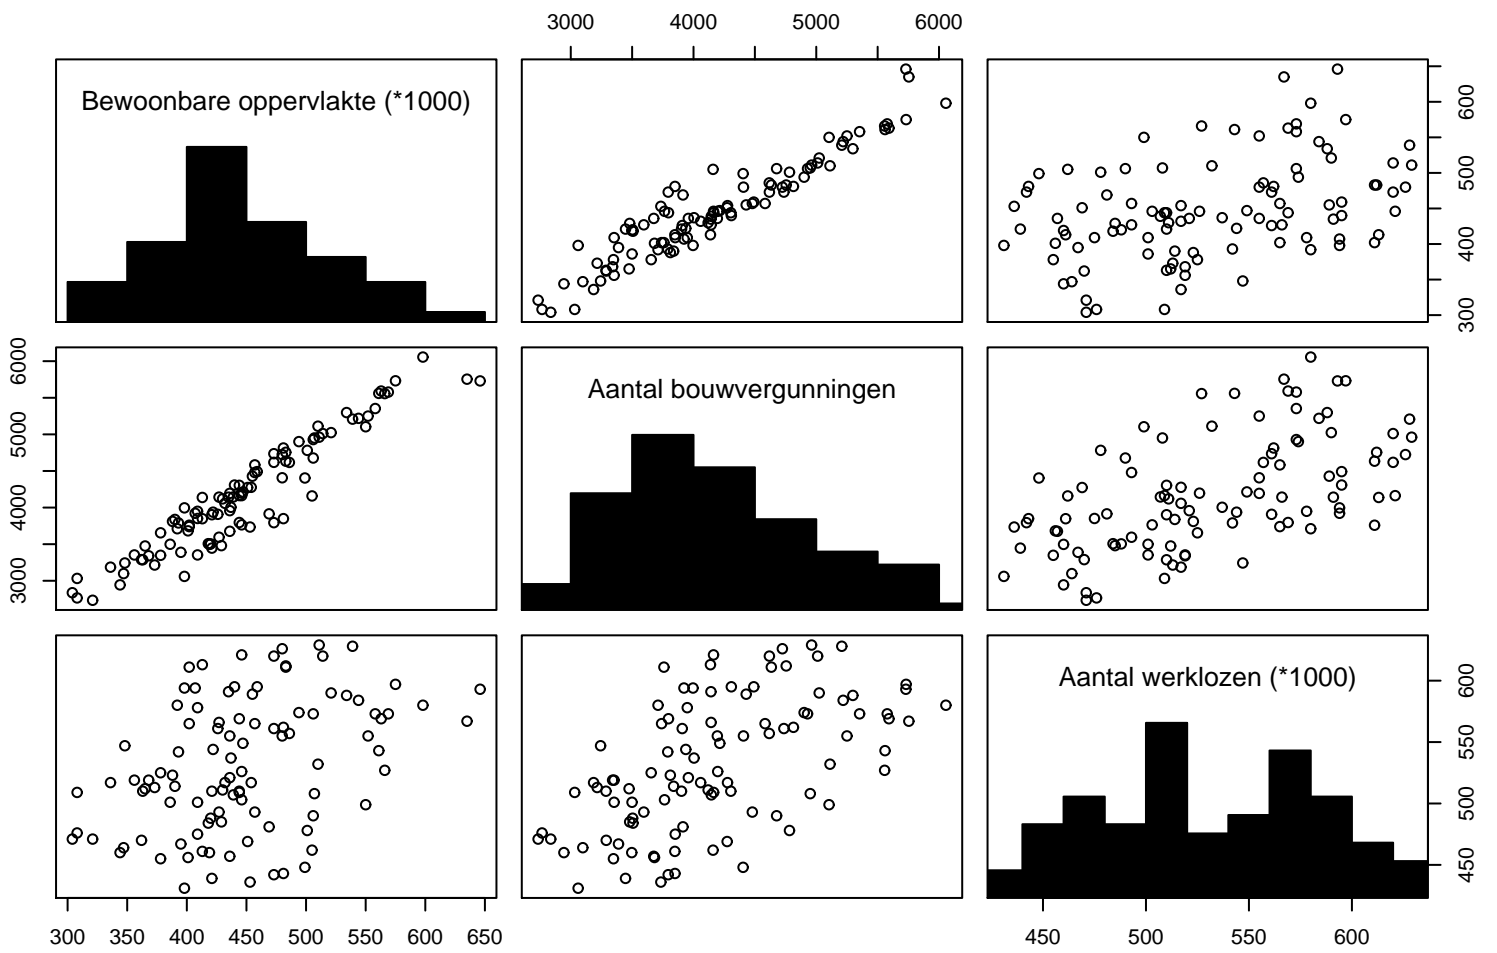 3000 4000 5000 6000
Bewoonbare oppervlakte (*1000)
300 400 500 600
3000 4000 5000 6000
Aantal bouwvergunningen
Aantal werklozen (*1000)
450 500 550 600
300 350 400 450 500 550 600 650
450 500 550 600